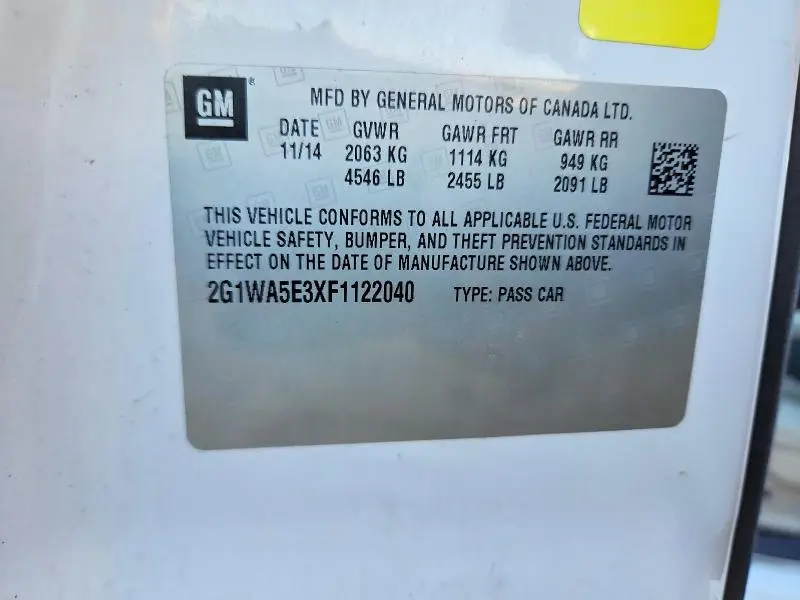 GM®
MFD BY GENERAL MOTORS OF CANADA LTD.
DATE GVWR GAWR FRT GAWR RR
11/14 2063 KG 1114 KG 949 KG
4546 LB 2455 LB 2091 LB
THIS VEHICLE CONFORMS TO ALL APPLICABLE U.S. FEDERAL MOTOR
VEHICLE SAFETY, BUMPER, AND THEFT PREVENTION STANDARDS IN
EFFECT ON THE DATE OF MANUFACTURE SHOWN ABOVE.
2G1WA5E3XF1122040 TYPE: PASS CAR